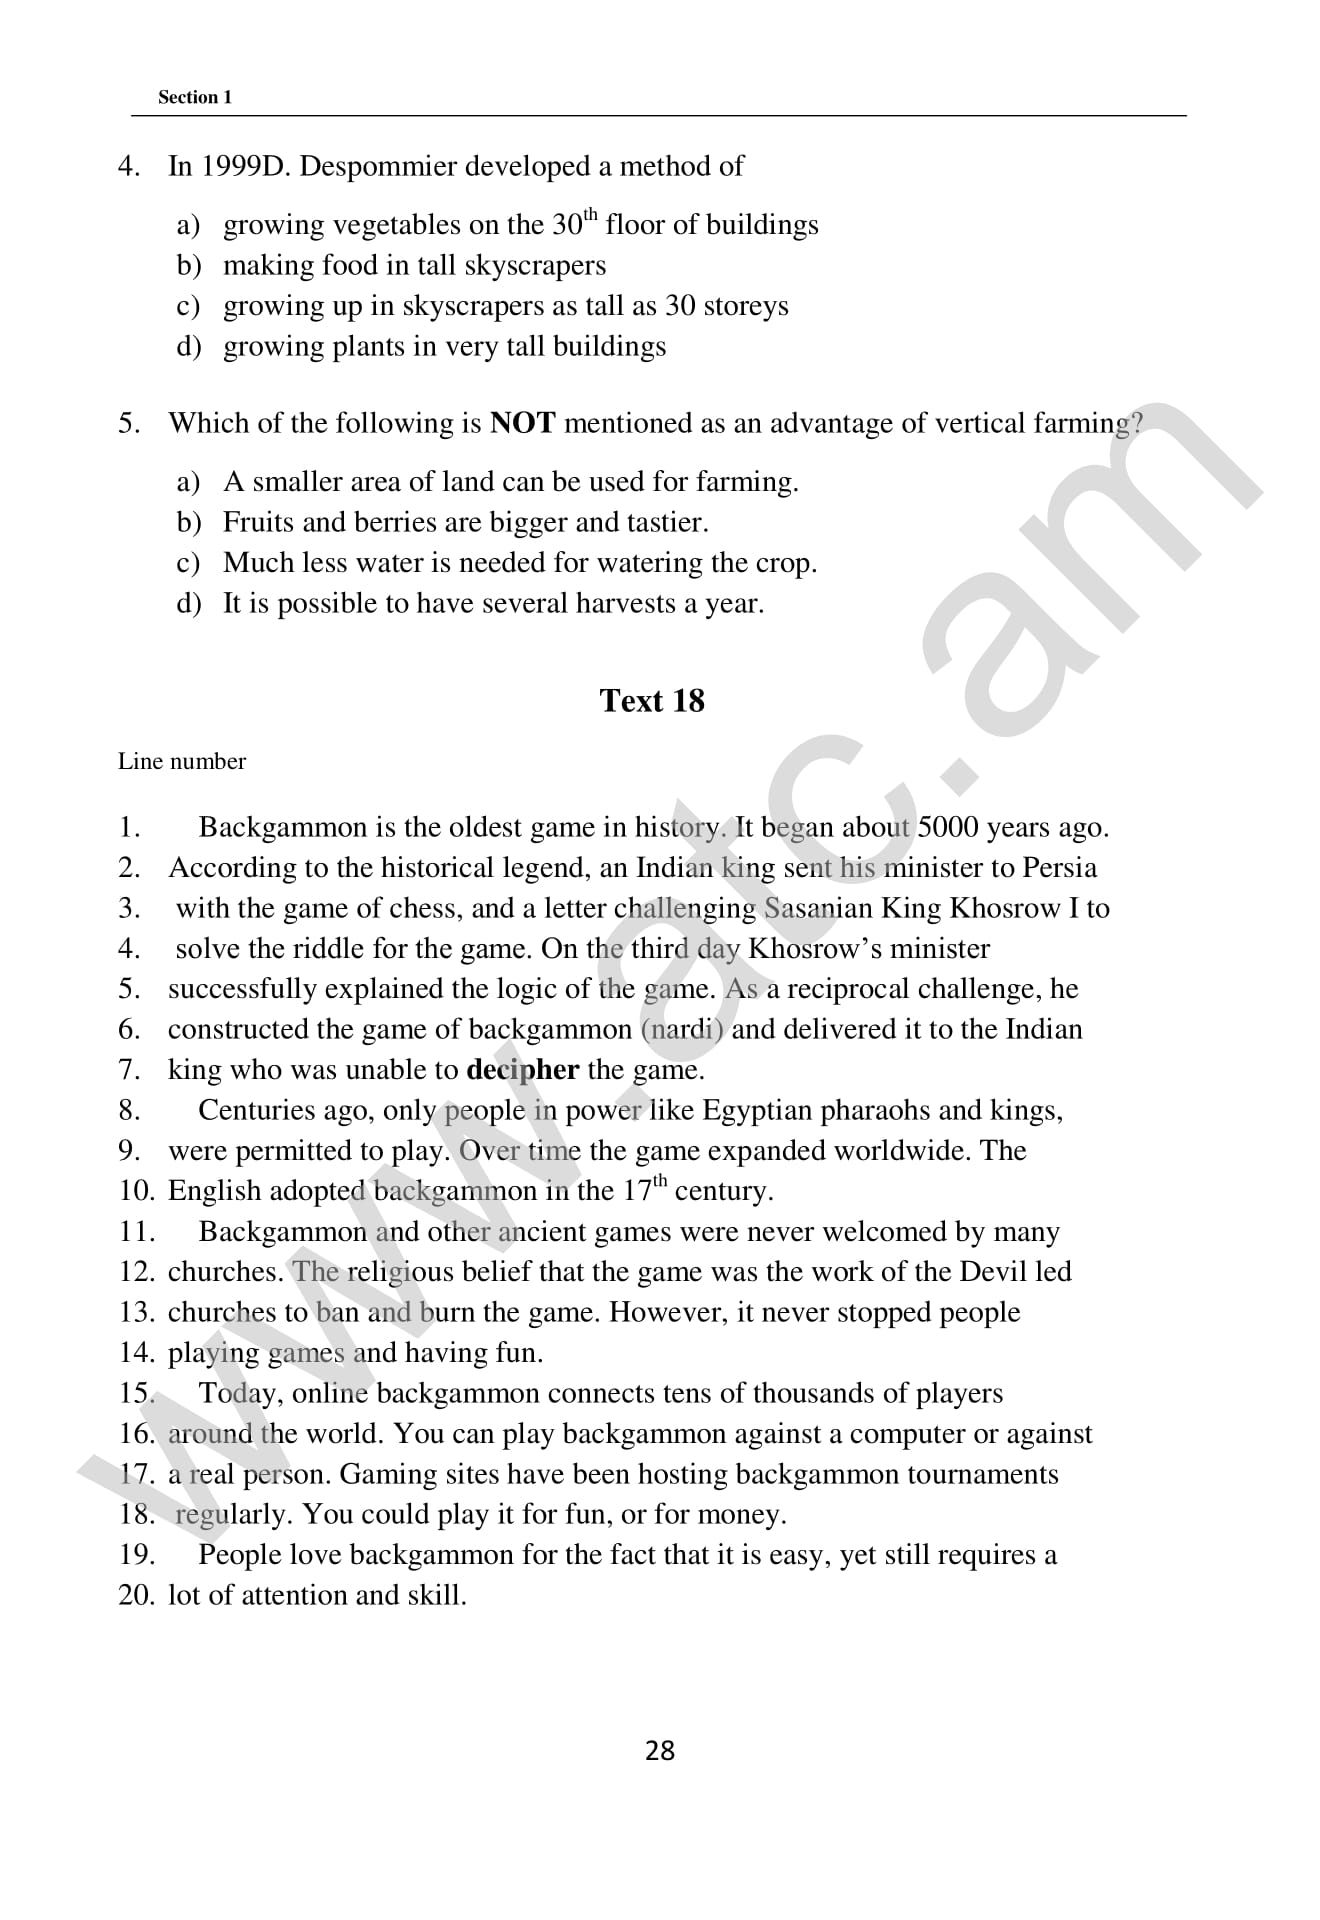 Section 1
4. In 1999D. Despommier developed a method of
a) growing vegetables on the 30th floor of buildings
b) making food in tall skyscrapers
c) growing up in skyscrapers as tall as 30 storeys
d) growing plants in very tall buildings
5. Which of the following is NOT mentioned as an advantage of vertical farming?
a) A smaller area of land can be used for farming.
b) Fruits and berries are bigger and tastier.
c) Much less water is needed for watering the crop.
d) It is possible to have several harvests a year.
Text 18
Line number
1. Backgammon is the oldest game in history. It began about 5000 years ago.
2. According to the historical legend, an Indian king sent his minister to Persia
3. with the game of chess, and a letter challenging Sasanian King Khosrow I to
4. solve the riddle for the game. On the third day Khosrow’s minister
5. successfully explained the logic of the game. As a reciprocal challenge, he
6. constructed the game of backgammon (nardi) and delivered it to the Indian
7. king who was unable to decipher the game.
8. Centuries ago, only people in power like Egyptian pharaohs and kings,
9. were permitted to play. Over time the game expanded worldwide. The
10. English adopted backgammon in the 17th century.
11. Backgammon and other ancient games were never welcomed by many
12. churches. The religious belief that the game was the work of the Devil led
13. churches to ban and burn the game. However, it never stopped people
14. playing games and having fun.
15. Today, online backgammon connects tens of thousands of players
16. around the world. You can play backgammon against a computer or against
17. a real person. Gaming sites have been hosting backgammon tournaments
18. regularly. You could play it for fun, or for money.
19. People love backgammon for the fact that it is easy, yet still requires a
20. lot of attention and skill.
28
www.atc.am